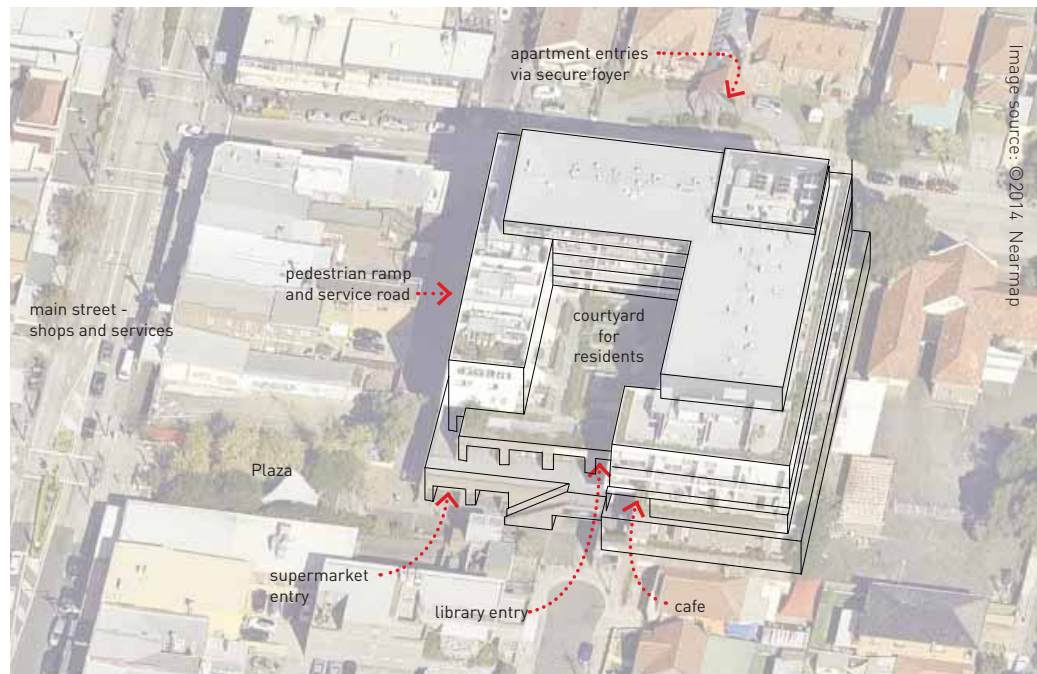 apartment entries
via secure foyer
Image source: ©2014 Nearmap
pedestrian ramp
and service road
main street -
shops and services
courtyard
for
residents
Plaza
supermarket
entry
library entry
cafe